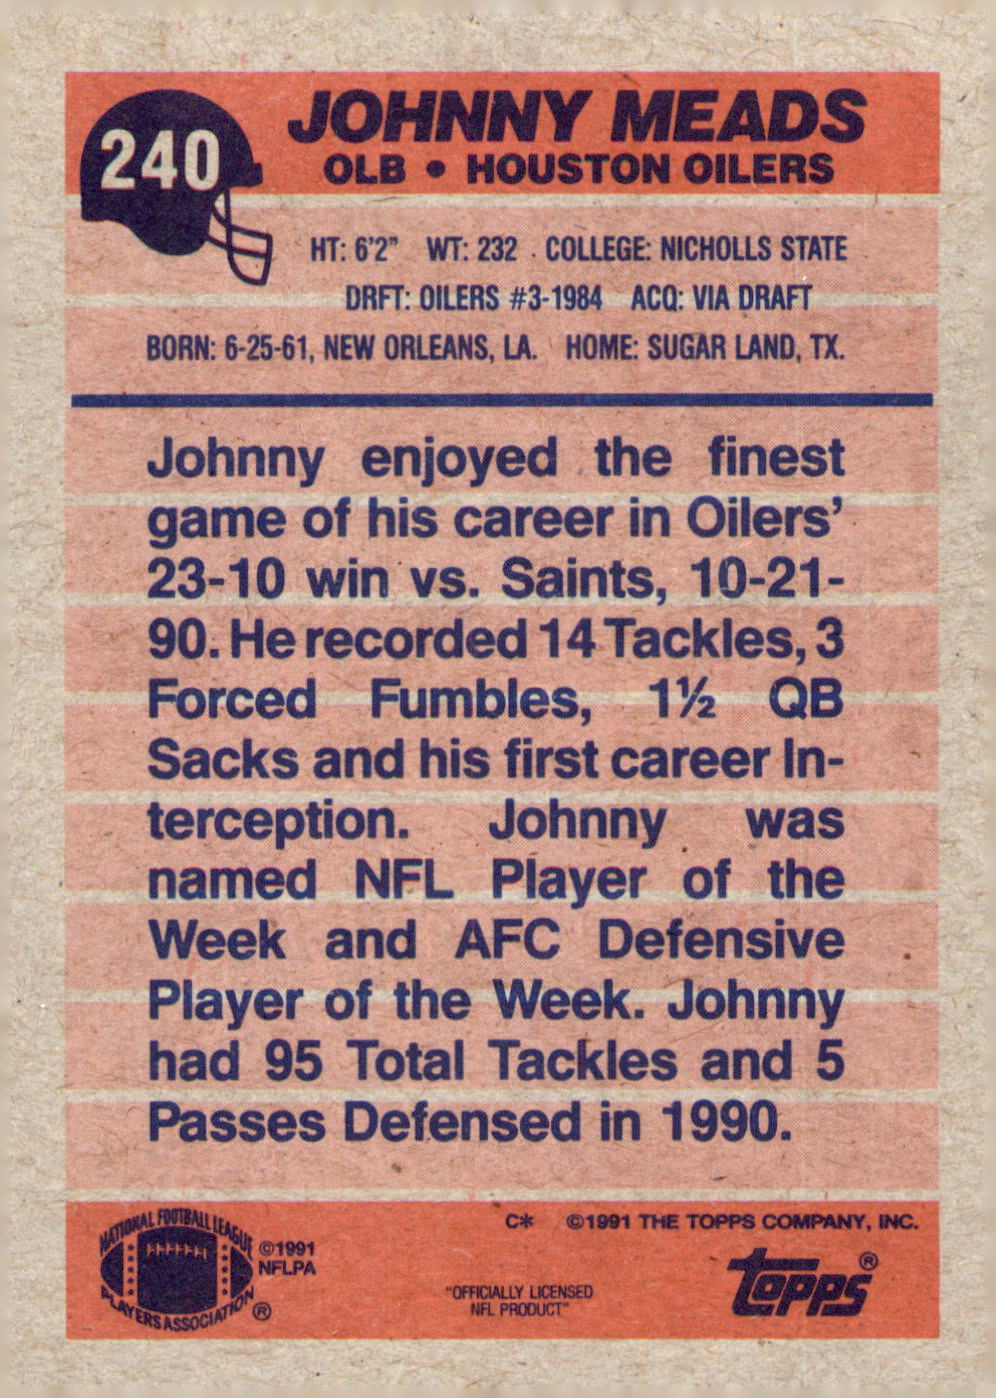 240
JOHNNY MEADS
OLB • HOUSTON OILERS
HT: 6'2" WT: 232 COLLEGE: NICHOLLS STATE
DRFT: OILERS #3-1984 ACQ: VIA DRAFT
BORN: 6-25-61, NEW ORLEANS, LA. HOME: SUGAR LAND, TX.
Johnny enjoyed the finest
game of his career in Oilers'
23-10 win vs. Saints, 10-21-
90. He recorded 14 Tackles, 3
Forced Fumbles, 1½ QB
Sacks and his first career In-
terception. Johnny was
named NFL Player of the
Week and AFC Defensive
Player of the Week. Johnny
had 95 Total Tackles and 5
Passes Defensed in 1990.
NATIONAL FOOTBALL LEAGUE
PLAYERS ASSOCIATION ®
©1991
NFLPA
C* ©1991 THE TOPPS COMPANY, INC.
"OFFICIALLY LICENSED
NFL PRODUCT"
TOPPS®